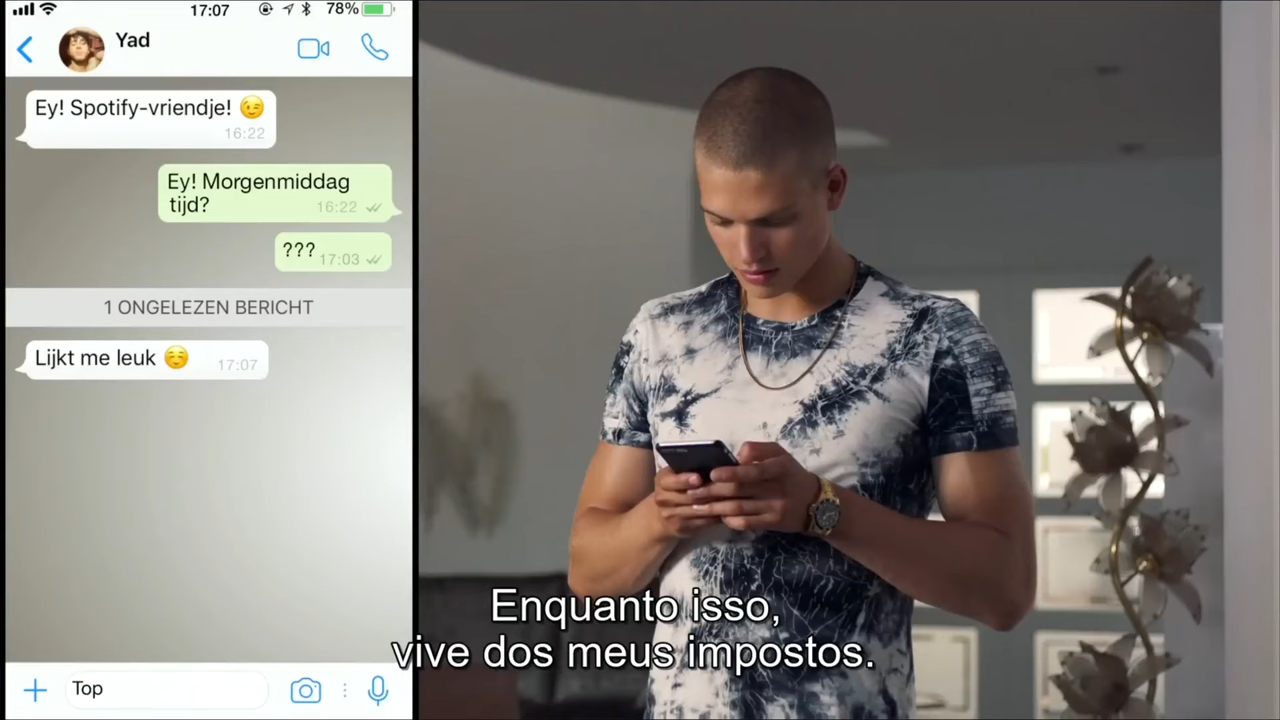 17:07
78%
Yad
Ey! Spotify-vriendje! 😉
16:22
Ey! Morgenmiddag
tijd?
16:22
???
17:03
1 ONGELEZEN BERICHT
Lijkt me leuk ☺️
17:07
Top
Enquanto isso,
vive dos meus impostos.